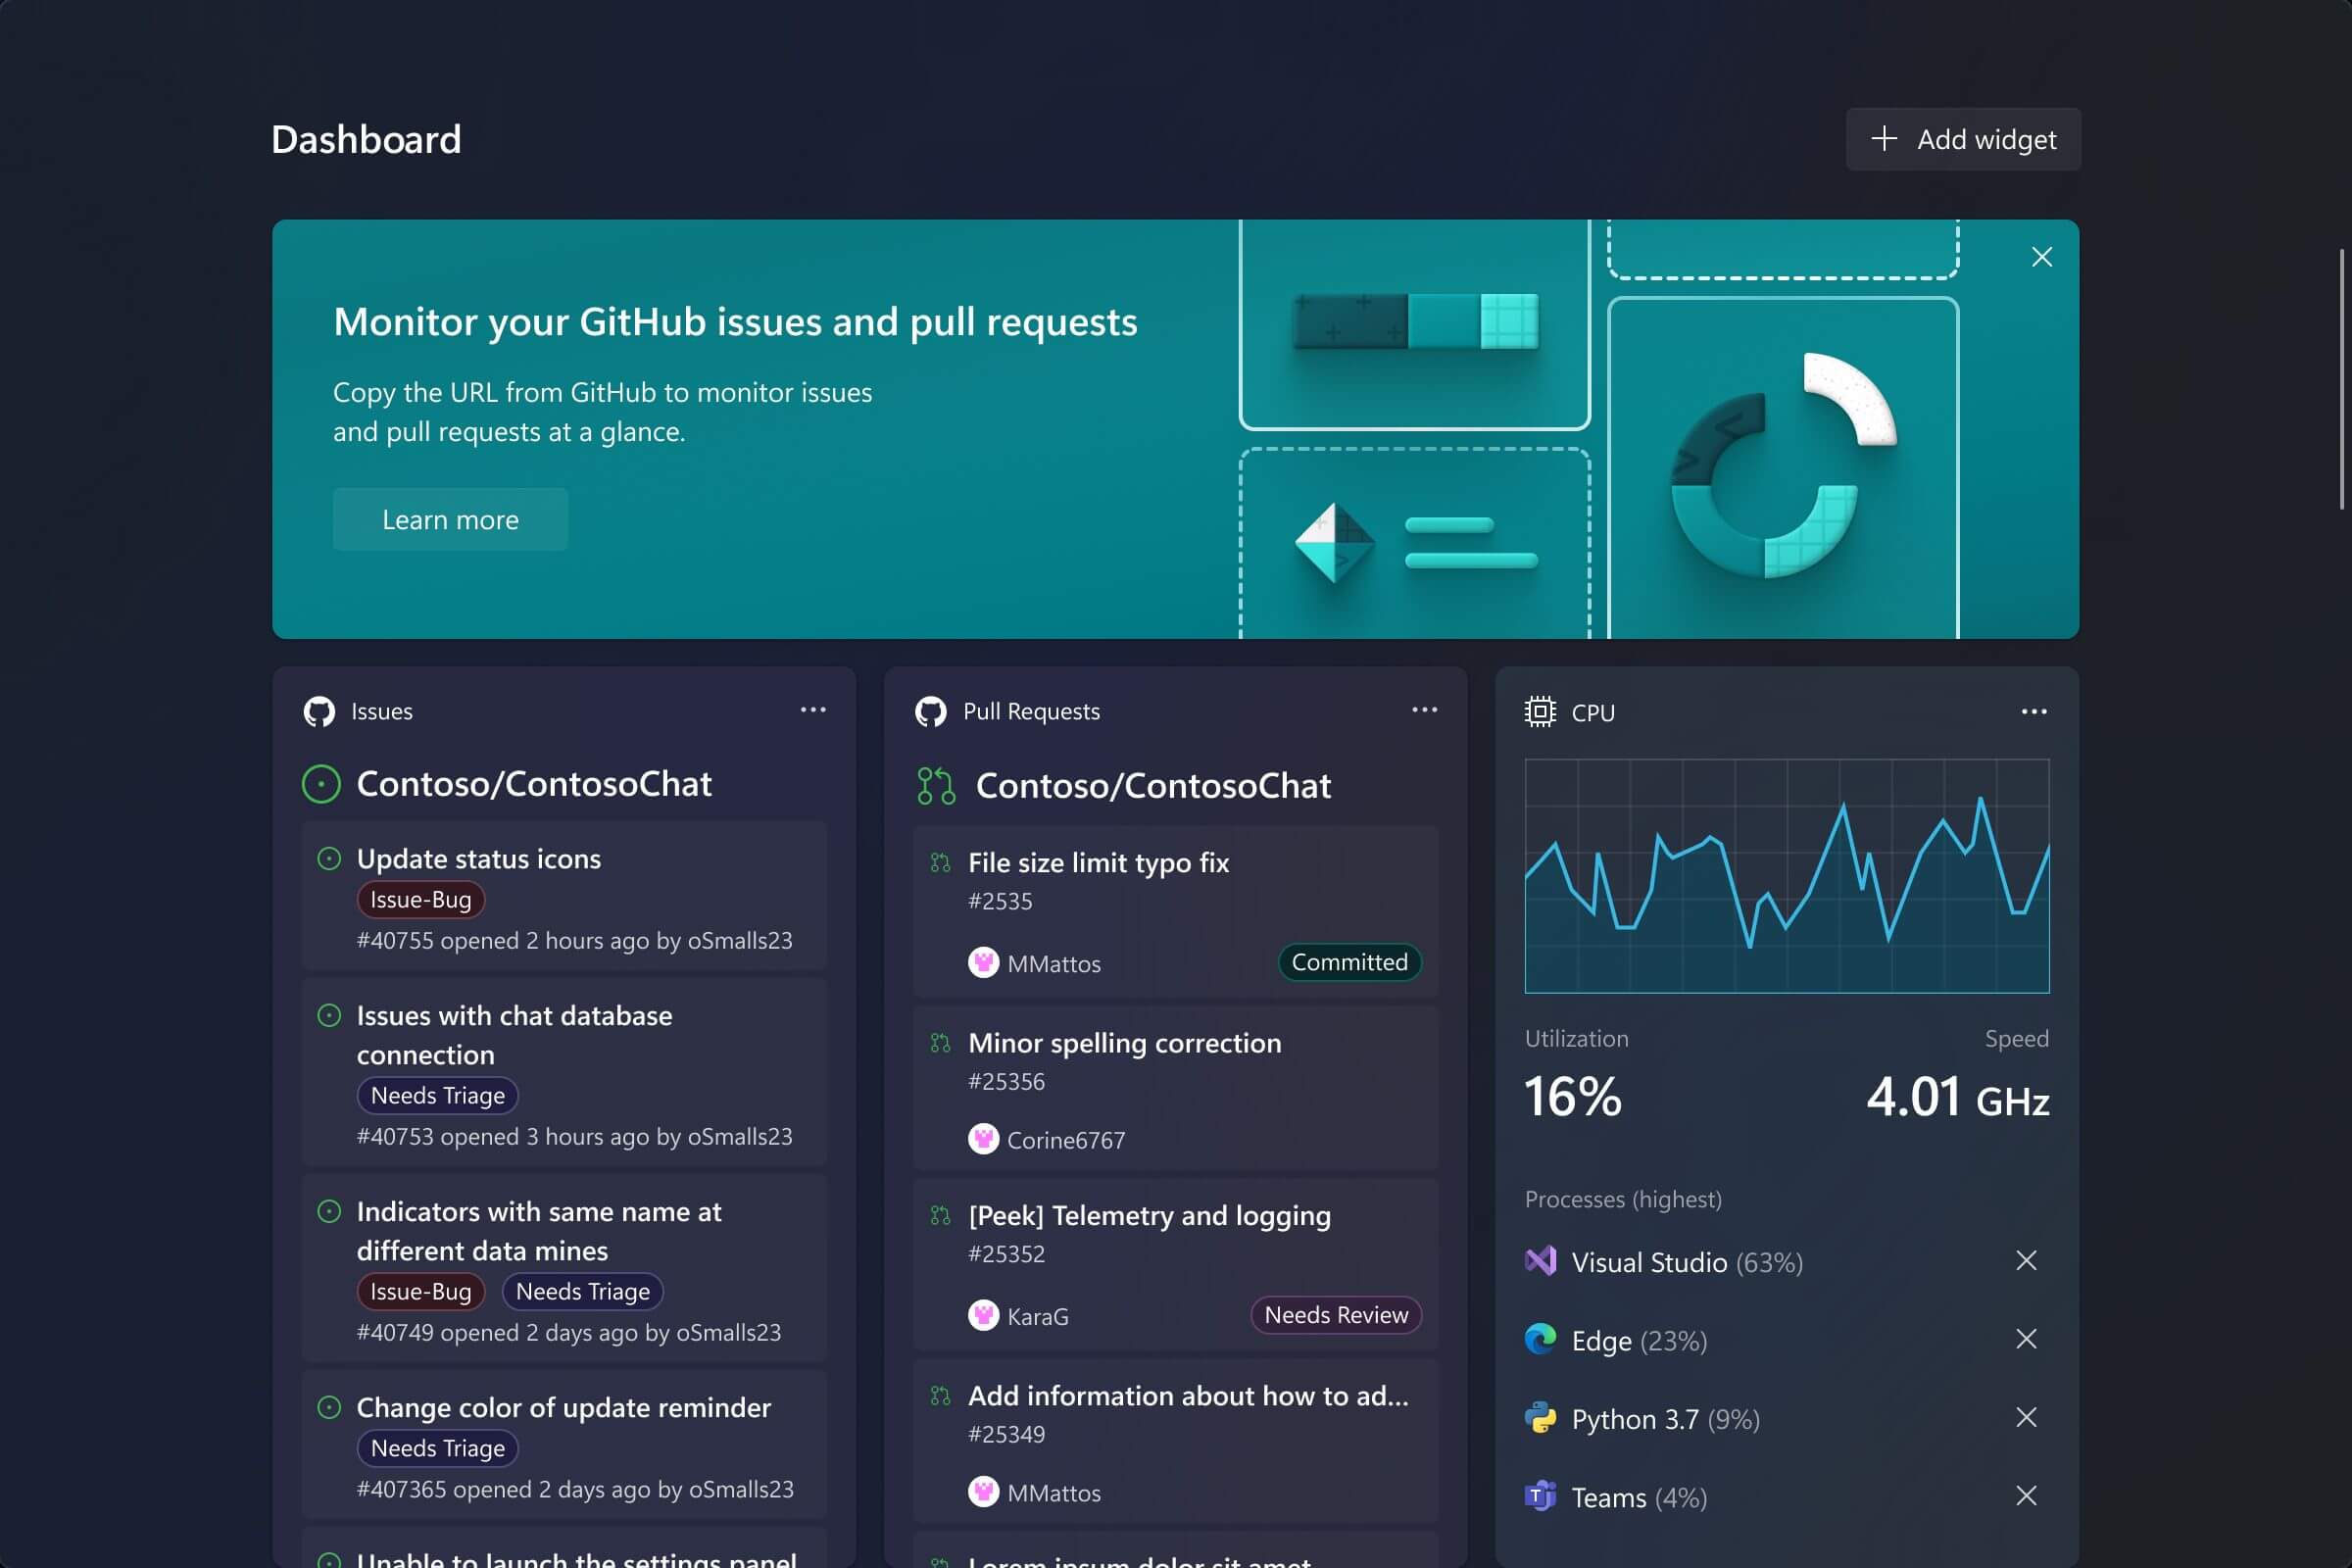 Dashboard
Add widget
Monitor your GitHub issues and pull requests
Copy the URL from GitHub to monitor issues
and pull requests at a glance.
Learn more
Issues
Contoso/ContosoChat
Update status icons
Issue-Bug
#40755 opened 2 hours ago by oSmalls23
Issues with chat database
connection
Needs Triage
#40753 opened 3 hours ago by oSmalls23
Indicators with same name at
different data mines
Issue-Bug Needs Triage
#40749 opened 2 days ago by oSmalls23
Change color of update reminder
Needs Triage
#407365 opened 2 days ago by oSmalls23
Unable to launch the settings panel
Pull Requests
Contoso/ContosoChat
File size limit typo fix
#2535
MMattos Committed
Minor spelling correction
#25356
Corine6767
[Peek] Telemetry and logging
#25352
KaraG Needs Review
Add information about how to ad...
#25349
MMattos
Lorem ipsum dolor sit amet
CPU
Utilization Speed
16% 4.01 GHz
Processes (highest)
Visual Studio (63%)
Edge (23%)
Python 3.7 (9%)
Teams (4%)